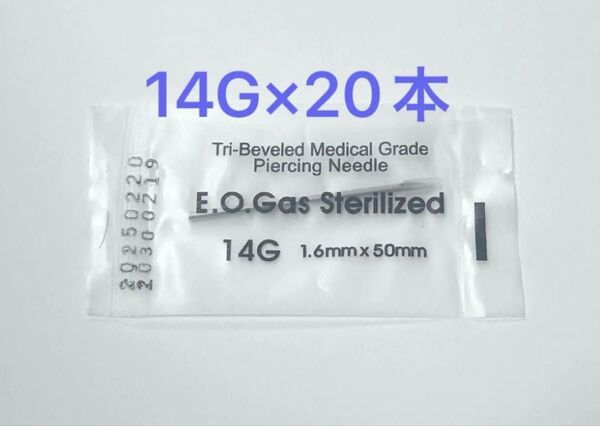 14G×20本
Tri-Beveled Medical Grade
Piercing Needle
E.O.Gas Sterilized
14G 1.6mm x 50mm
20250220
20300219